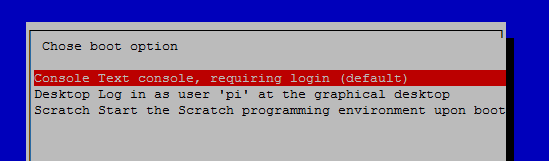 Chose boot option
Console Text console, requiring login (default)
Desktop Log in as user 'pi' at the graphical desktop
Scratch Start the Scratch programming environment upon boot